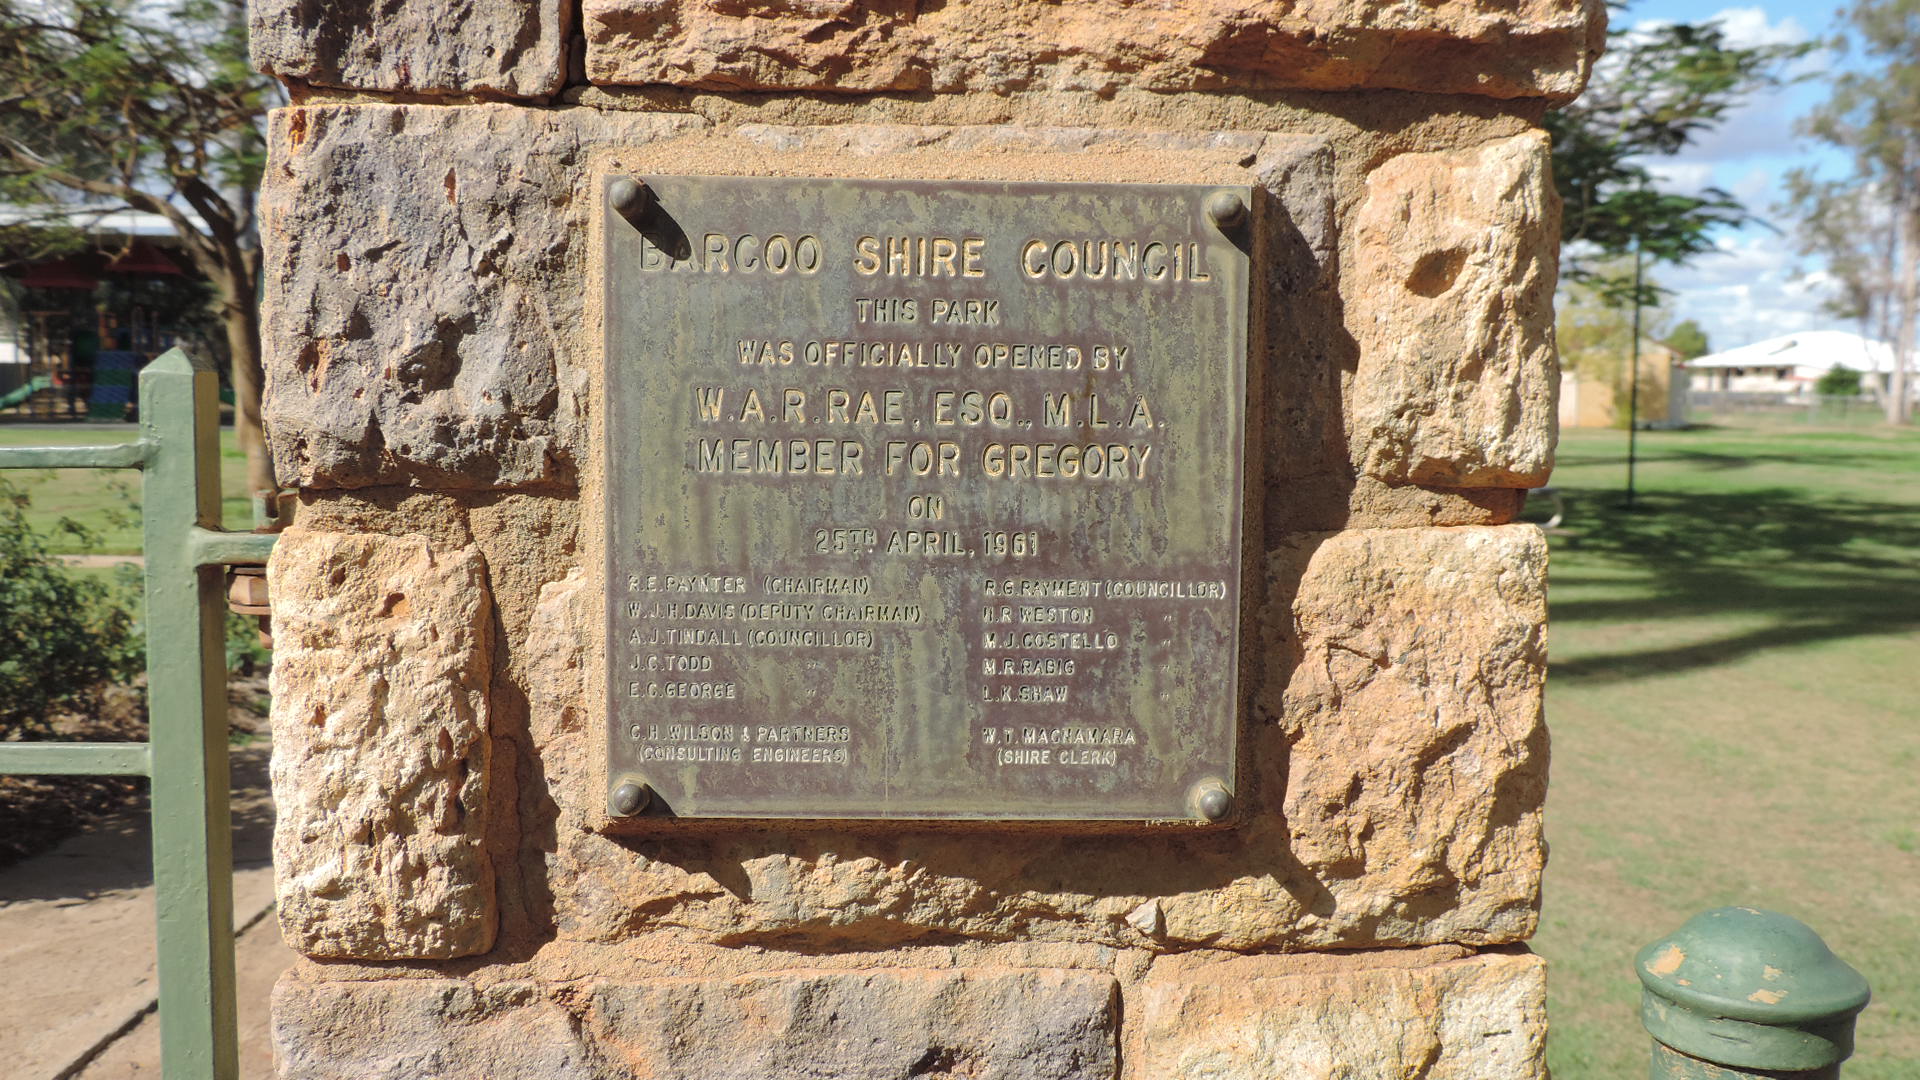 BARCOO SHIRE COUNCIL
THIS PARK
WAS OFFICIALLY OPENED BY
W.A.R.RAE, ESQ., M.L.A.
MEMBER FOR GREGORY
ON
25TH APRIL, 1961
R.E.PAYNTER (CHAIRMAN)
W.J.H.DAVIS (DEPUTY CHAIRMAN)
A.J.TINDALL (COUNCILLOR)
J.C.TODD "
E.C.GEORGE "
R.G.RAYMENT (COUNCILLOR)
H.R WESTON "
M.J.COSTELLO "
M.R.RABIG "
L.K.SHAW "
C.H.WILSON & PARTNERS
(CONSULTING ENGINEERS)
W.T. MACNAMARA
(SHIRE CLERK)